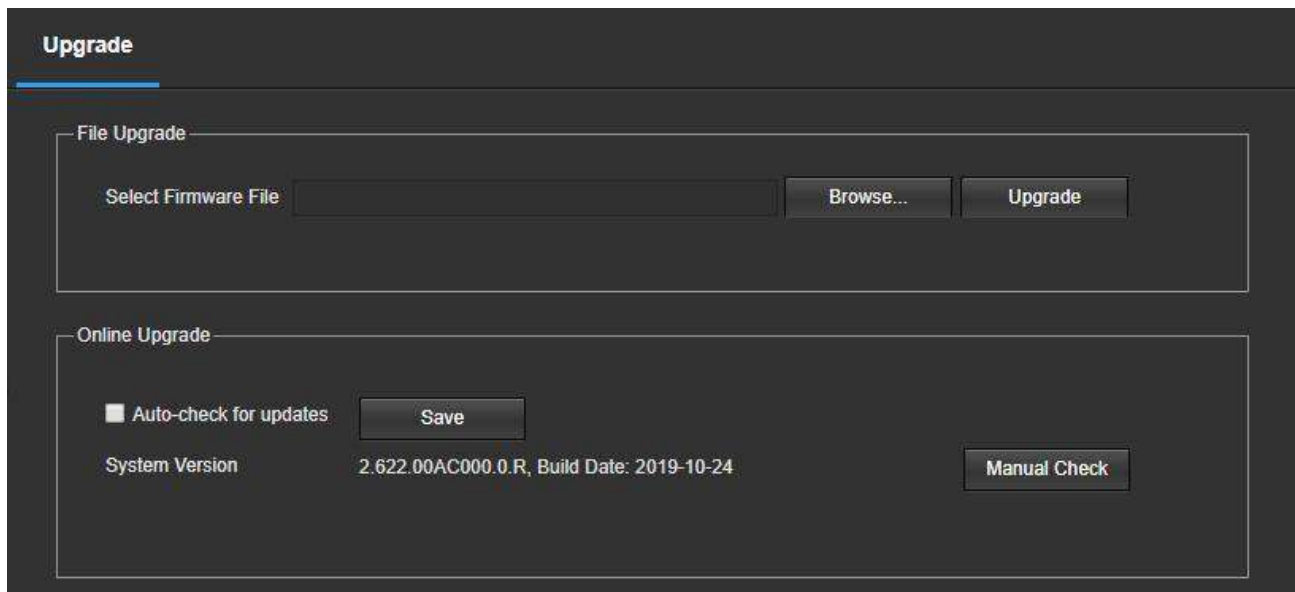 Upgrade
File Upgrade
Select Firmware File Browse... Upgrade
Online Upgrade
Auto-check for updates Save
System Version 2.622.00AC000.0.R, Build Date: 2019-10-24 Manual Check